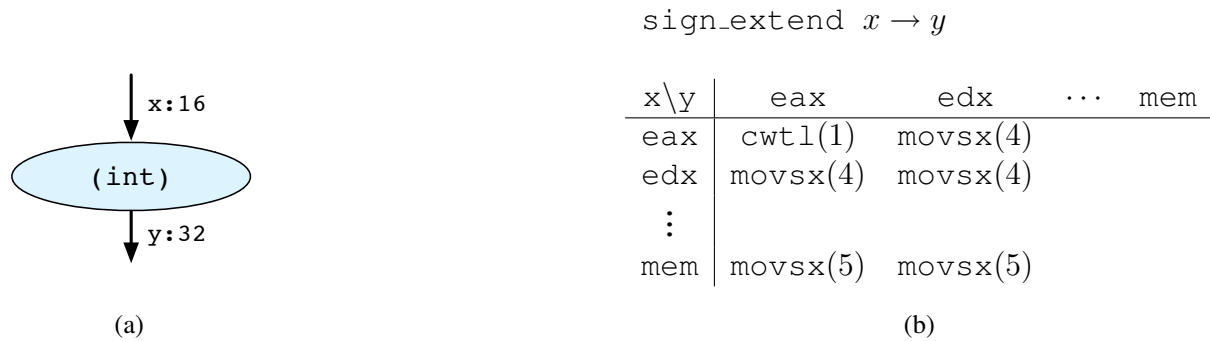 x:16
(int)
y:32
(a)
sign_extend x → y
x\y eax edx ⋯ mem
eax cwtl(1) movsx(4)
edx movsx(4) movsx(4)
⋮
mem movsx(5) movsx(5)
(b)